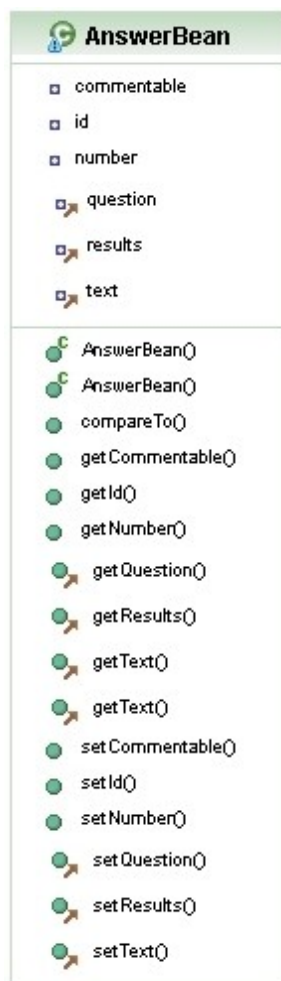 AnswerBean
commentable
id
number
question
results
text
AnswerBean()
AnswerBean()
compareTo()
getCommentable()
getId()
getNumber()
getQuestion()
getResults()
getText()
getText()
setCommentable()
setId()
setNumber()
setQuestion()
setResults()
setText()